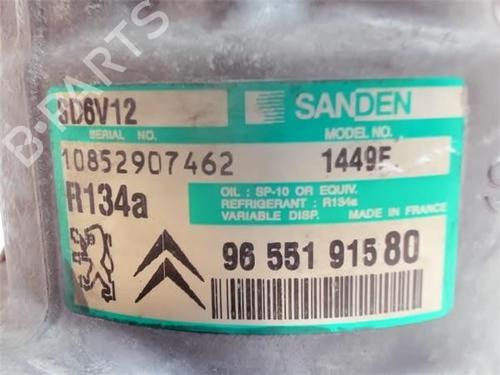 SD6V12
SANDEN
SERIAL NO.
MODEL NO.
10852907462
1449F
R134a
OIL : SP-10 OR EQUIV.
REFRIGERANT : R134a
VARIABLE DISP. MADE IN FRANCE
96 551 915 80
B-PARTS